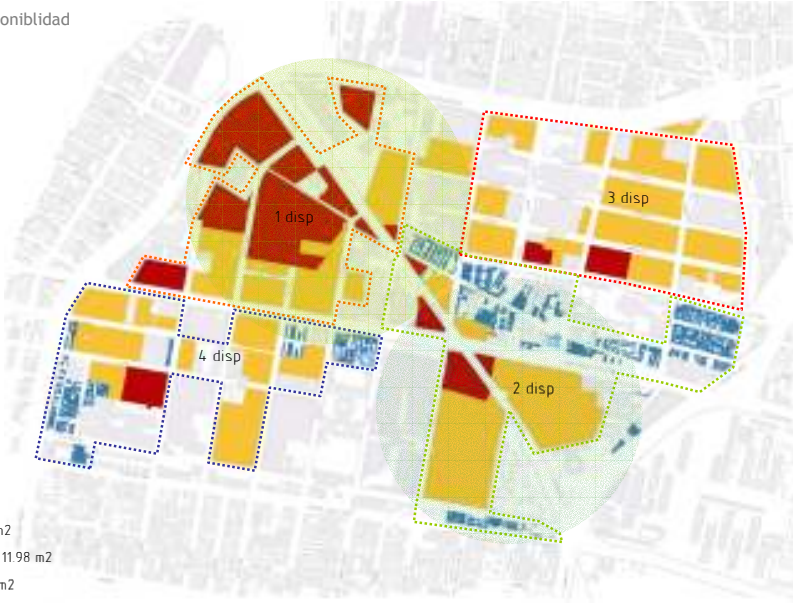 oniblidad
1 disp
3 disp
4 disp
2 disp
m2
11.98 m2
m2